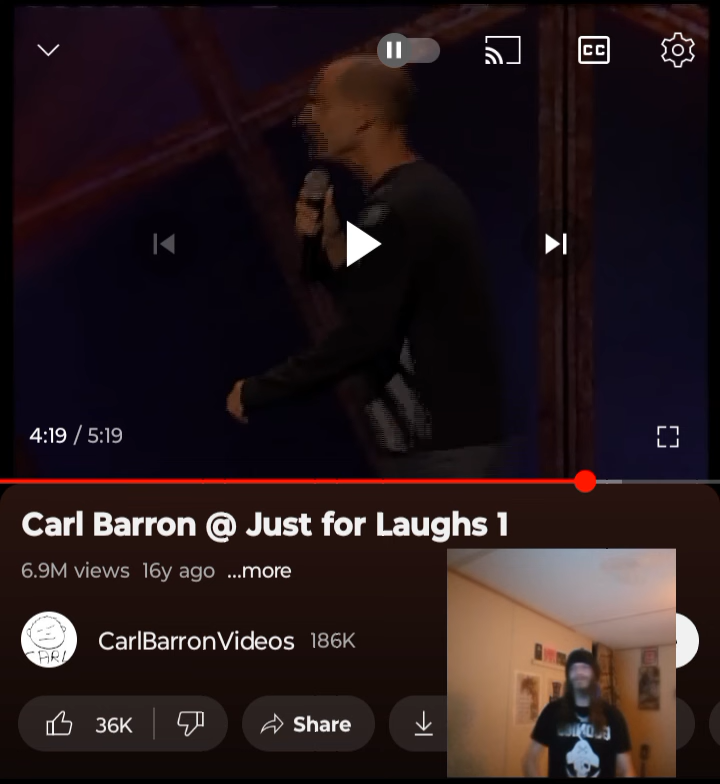 CC
4:19 / 5:19
Carl Barron @ Just for Laughs 1
6.9M views 16y ago ...more
CARL
CarlBarronVideos 186K
36K
Share